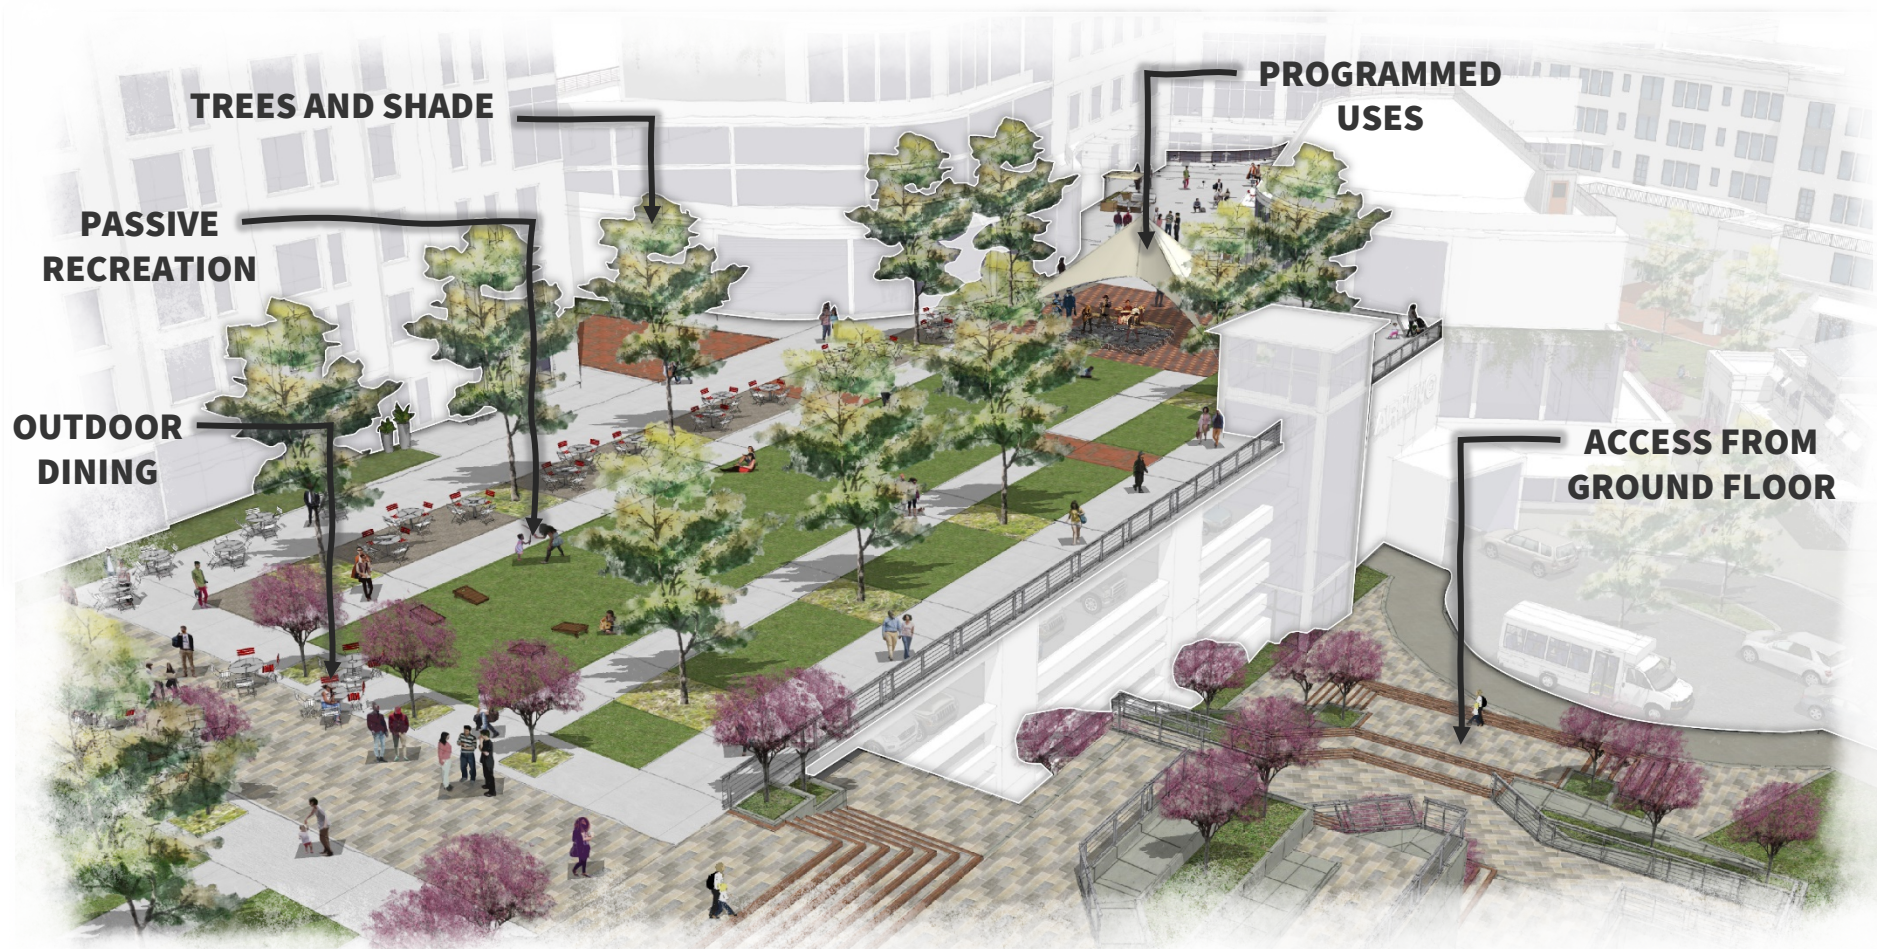 TREES AND SHADE
PROGRAMMED
USES
PASSIVE
RECREATION
OUTDOOR
DINING
ACCESS FROM
GROUND FLOOR